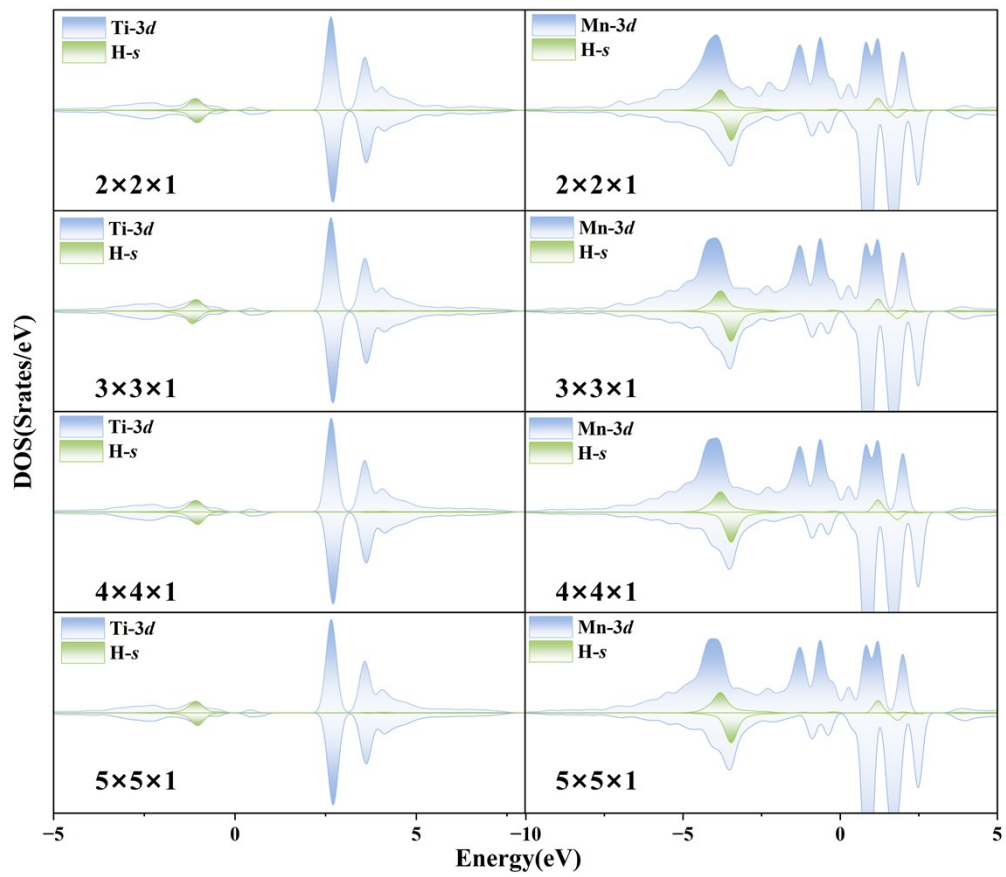 Ti-3d
H-s
2×2×1
Mn-3d
H-s
2×2×1
Ti-3d
H-s
3×3×1
Mn-3d
H-s
3×3×1
Ti-3d
H-s
4×4×1
Mn-3d
H-s
4×4×1
Ti-3d
H-s
5×5×1
Mn-3d
H-s
5×5×1
DOS(Srates/eV)
−5 0 5 −10 −5 0 5
Energy(eV)